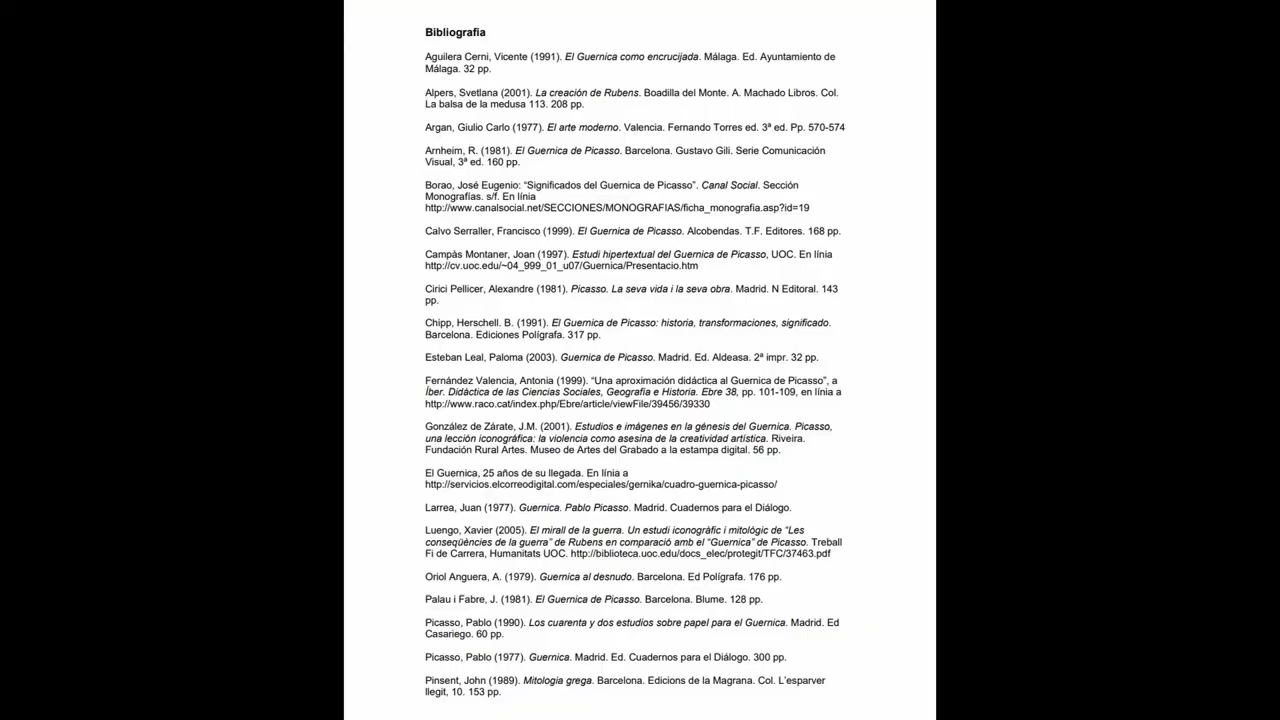 Bibliografia
Aguilera Cerni, Vicente (1991). El Guernica como encrucijada. Málaga. Ed. Ayuntamiento de
Málaga. 32 pp.
Alpers, Svetlana (2001). La creación de Rubens. Boadilla del Monte. A. Machado Libros. Col.
La balsa de la medusa 113. 208 pp.
Argan, Giulio Carlo (1977). El arte moderno. Valencia. Fernando Torres ed. 3ª ed. Pp. 570-574
Arnheim, R. (1981). El Guernica de Picasso. Barcelona. Gustavo Gili. Serie Comunicación
Visual, 3ª ed. 160 pp.
Borao, José Eugenio: “Significados del Guernica de Picasso”. Canal Social. Sección
Monografías. s/f. En línia
http://www.canalsocial.net/SECCIONES/MONOGRAFIAS/ficha_monografia.asp?id=19
Calvo Serraller, Francisco (1999). El Guernica de Picasso. Alcobendas. T.F. Editores. 168 pp.
Campàs Montaner, Joan (1997). Estudi hipertextual del Guernica de Picasso, UOC. En línia
http://cv.uoc.edu/~04_999_01_u07/Guernica/Presentacio.htm
Cirici Pellicer, Alexandre (1981). Picasso. La seva vida i la seva obra. Madrid. N Editoral. 143
pp.
Chipp, Herschell. B. (1991). El Guernica de Picasso: historia, transformaciones, significado.
Barcelona. Ediciones Polígrafa. 317 pp.
Esteban Leal, Paloma (2003). Guernica de Picasso. Madrid. Ed. Aldeasa. 2ª impr. 32 pp.
Fernández Valencia, Antonia (1999). “Una aproximación didáctica al Guernica de Picasso”, a
Íber. Didáctica de las Ciencias Sociales, Geografía e Historia. Ebre 38, pp. 101-109, en línia a
http://www.raco.cat/index.php/Ebre/article/viewFile/39456/39330
González de Zárate, J.M. (2001). Estudios e imágenes en la génesis del Guernica. Picasso,
una lección iconográfica: la violencia como asesina de la creatividad artística. Riveira.
Fundación Rural Artes. Museo de Artes del Grabado a la estampa digital. 56 pp.
El Guernica, 25 años de su llegada. En línia a
http://servicios.elcorreodigital.com/especiales/gernika/cuadro-guernica-picasso/
Larrea, Juan (1977). Guernica. Pablo Picasso. Madrid. Cuadernos para el Diálogo.
Luengo, Xavier (2005). El mirall de la guerra. Un estudi iconogràfic i mitològic de “Les
conseqüències de la guerra” de Rubens en comparació amb el “Guernica” de Picasso. Treball
Fi de Carrera, Humanitats UOC. http://biblioteca.uoc.edu/docs_elec/protegit/TFC/37463.pdf
Oriol Anguera, A. (1979). Guernica al desnudo. Barcelona. Ed Polígrafa. 176 pp.
Palau i Fabre, J. (1981). El Guernica de Picasso. Barcelona. Blume. 128 pp.
Picasso, Pablo (1990). Los cuarenta y dos estudios sobre papel para el Guernica. Madrid. Ed
Casariego. 60 pp.
Picasso, Pablo (1977). Guernica. Madrid. Ed. Cuadernos para el Diálogo. 300 pp.
Pinsent, John (1989). Mitologia grega. Barcelona. Edicions de la Magrana. Col. L’esparver
llegit, 10. 153 pp.